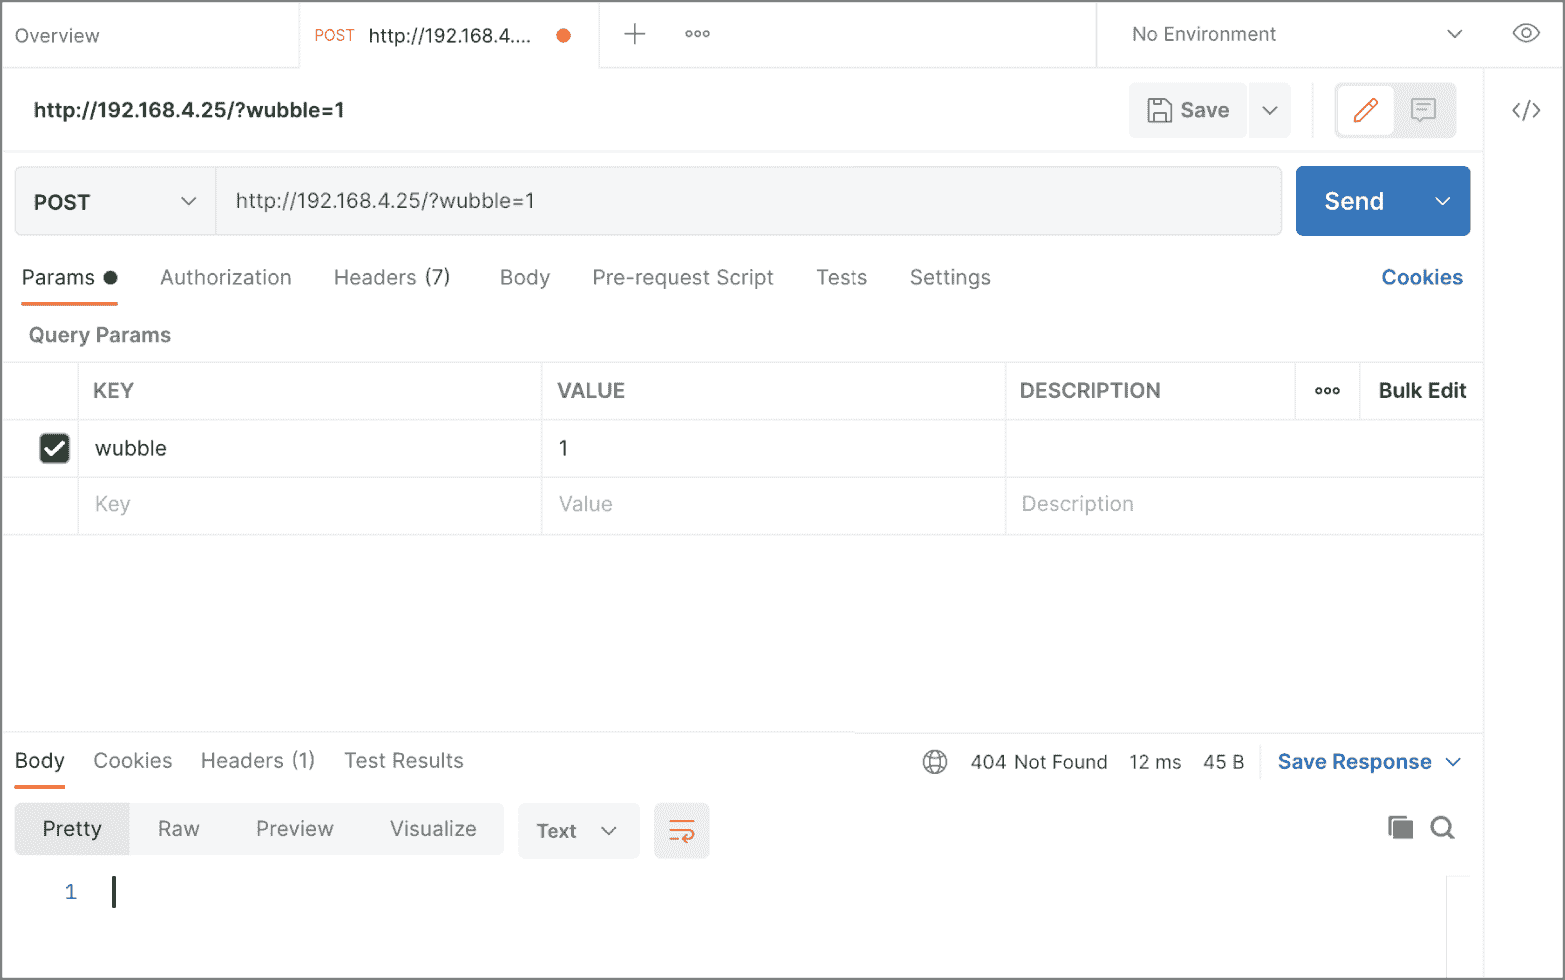 Overview
POST http://192.168.4....
No Environment
http://192.168.4.25/?wubble=1
Save
</>
POST
http://192.168.4.25/?wubble=1
Send
Params
Authorization
Headers (7)
Body
Pre-request Script
Tests
Settings
Cookies
Query Params
KEY
VALUE
DESCRIPTION
Bulk Edit
wubble
1
Key
Value
Description
Body
Cookies
Headers (1)
Test Results
404 Not Found
12 ms
45 B
Save Response
Pretty
Raw
Preview
Visualize
Text
1